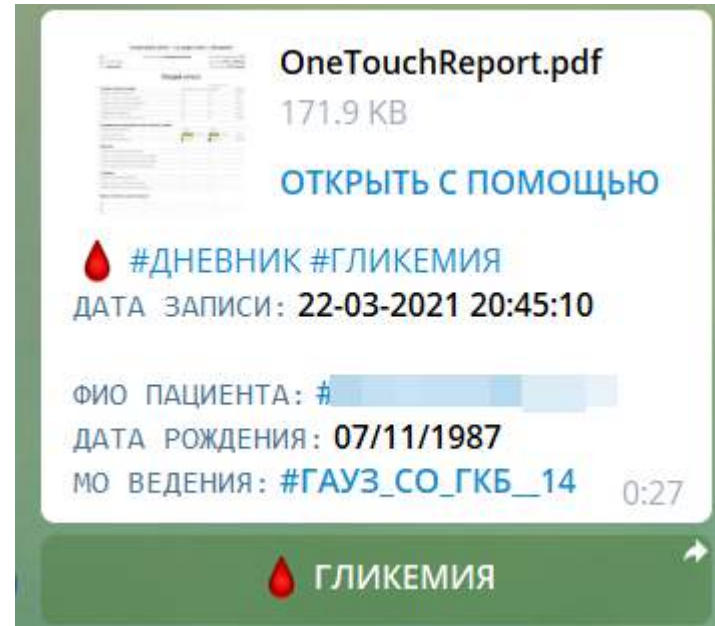 OneTouchReport.pdf
171.9 KB
ОТКРЫТЬ С ПОМОЩЬЮ
#ДНЕВНИК #ГЛИКЕМИЯ
ДАТА ЗАПИСИ: 22-03-2021 20:45:10
ФИО ПАЦИЕНТА: #
ДАТА РОЖДЕНИЯ: 07/11/1987
МО ВЕДЕНИЯ: #ГАУЗ_СО_ГКБ__14
0:27
ГЛИКЕМИЯ